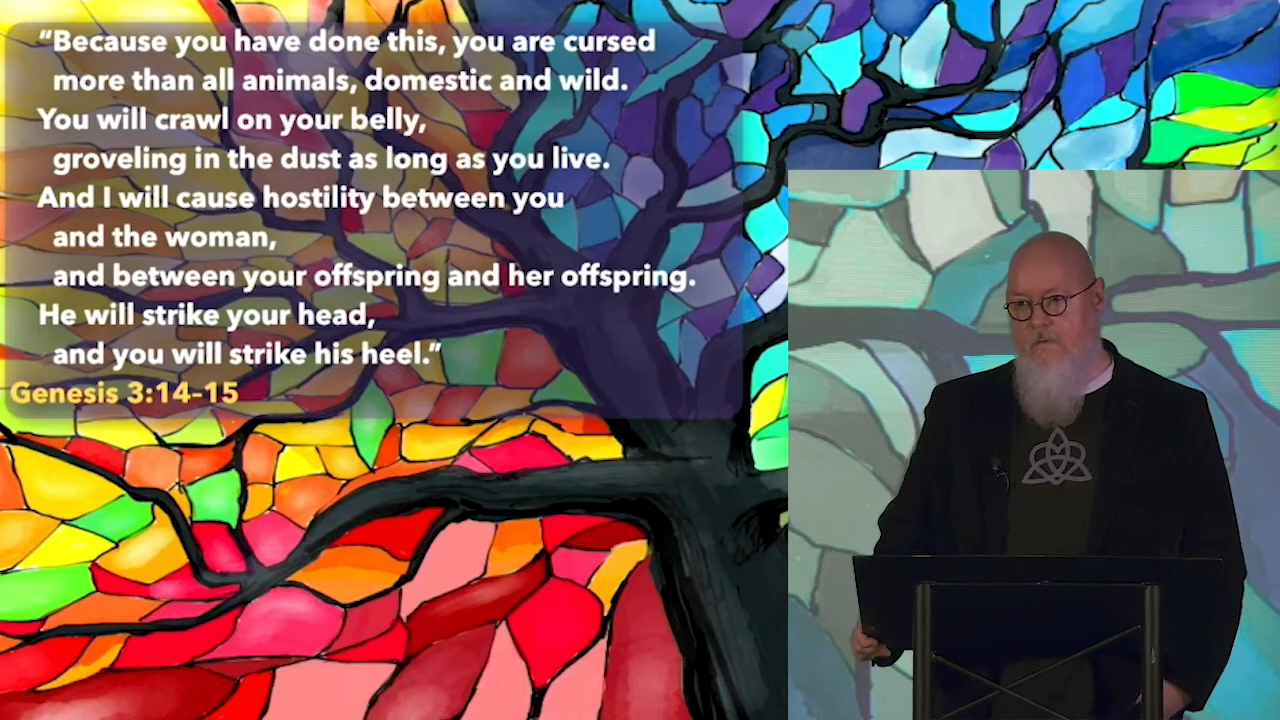 “Because you have done this, you are cursed
more than all animals, domestic and wild.
You will crawl on your belly,
groveling in the dust as long as you live.
And I will cause hostility between you
and the woman,
and between your offspring and her offspring.
He will strike your head,
and you will strike his heel.”
Genesis 3:14–15